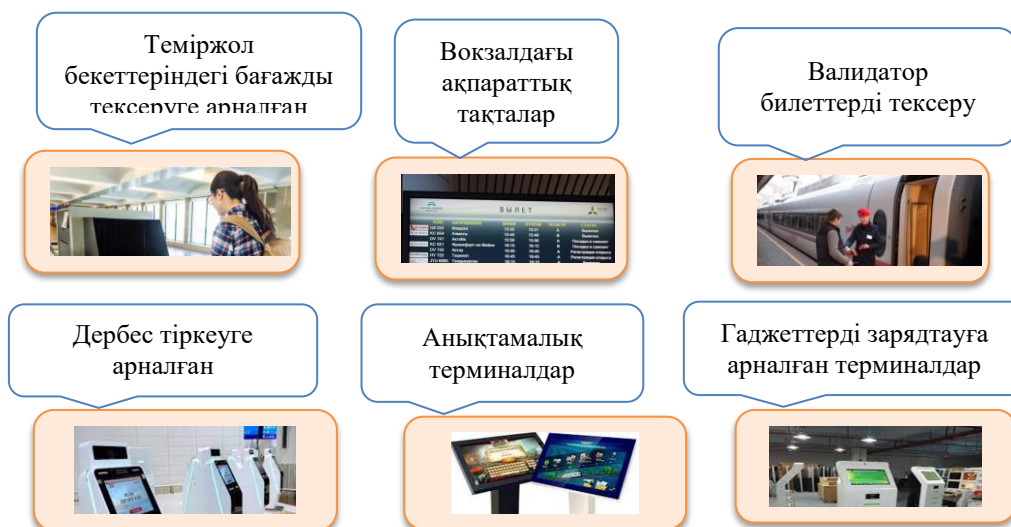 Теміржол
бекеттеріндегі бағажды
тексеруге арналған
Вокзалдағы
ақпараттық
тақталар
Валидатор
билеттерді тексеру
ВЫЛЕТ
Дербес тіркеуге
арналған
Анықтамалық
терминалдар
Гаджеттерді зарядтауға
арналған терминалдар